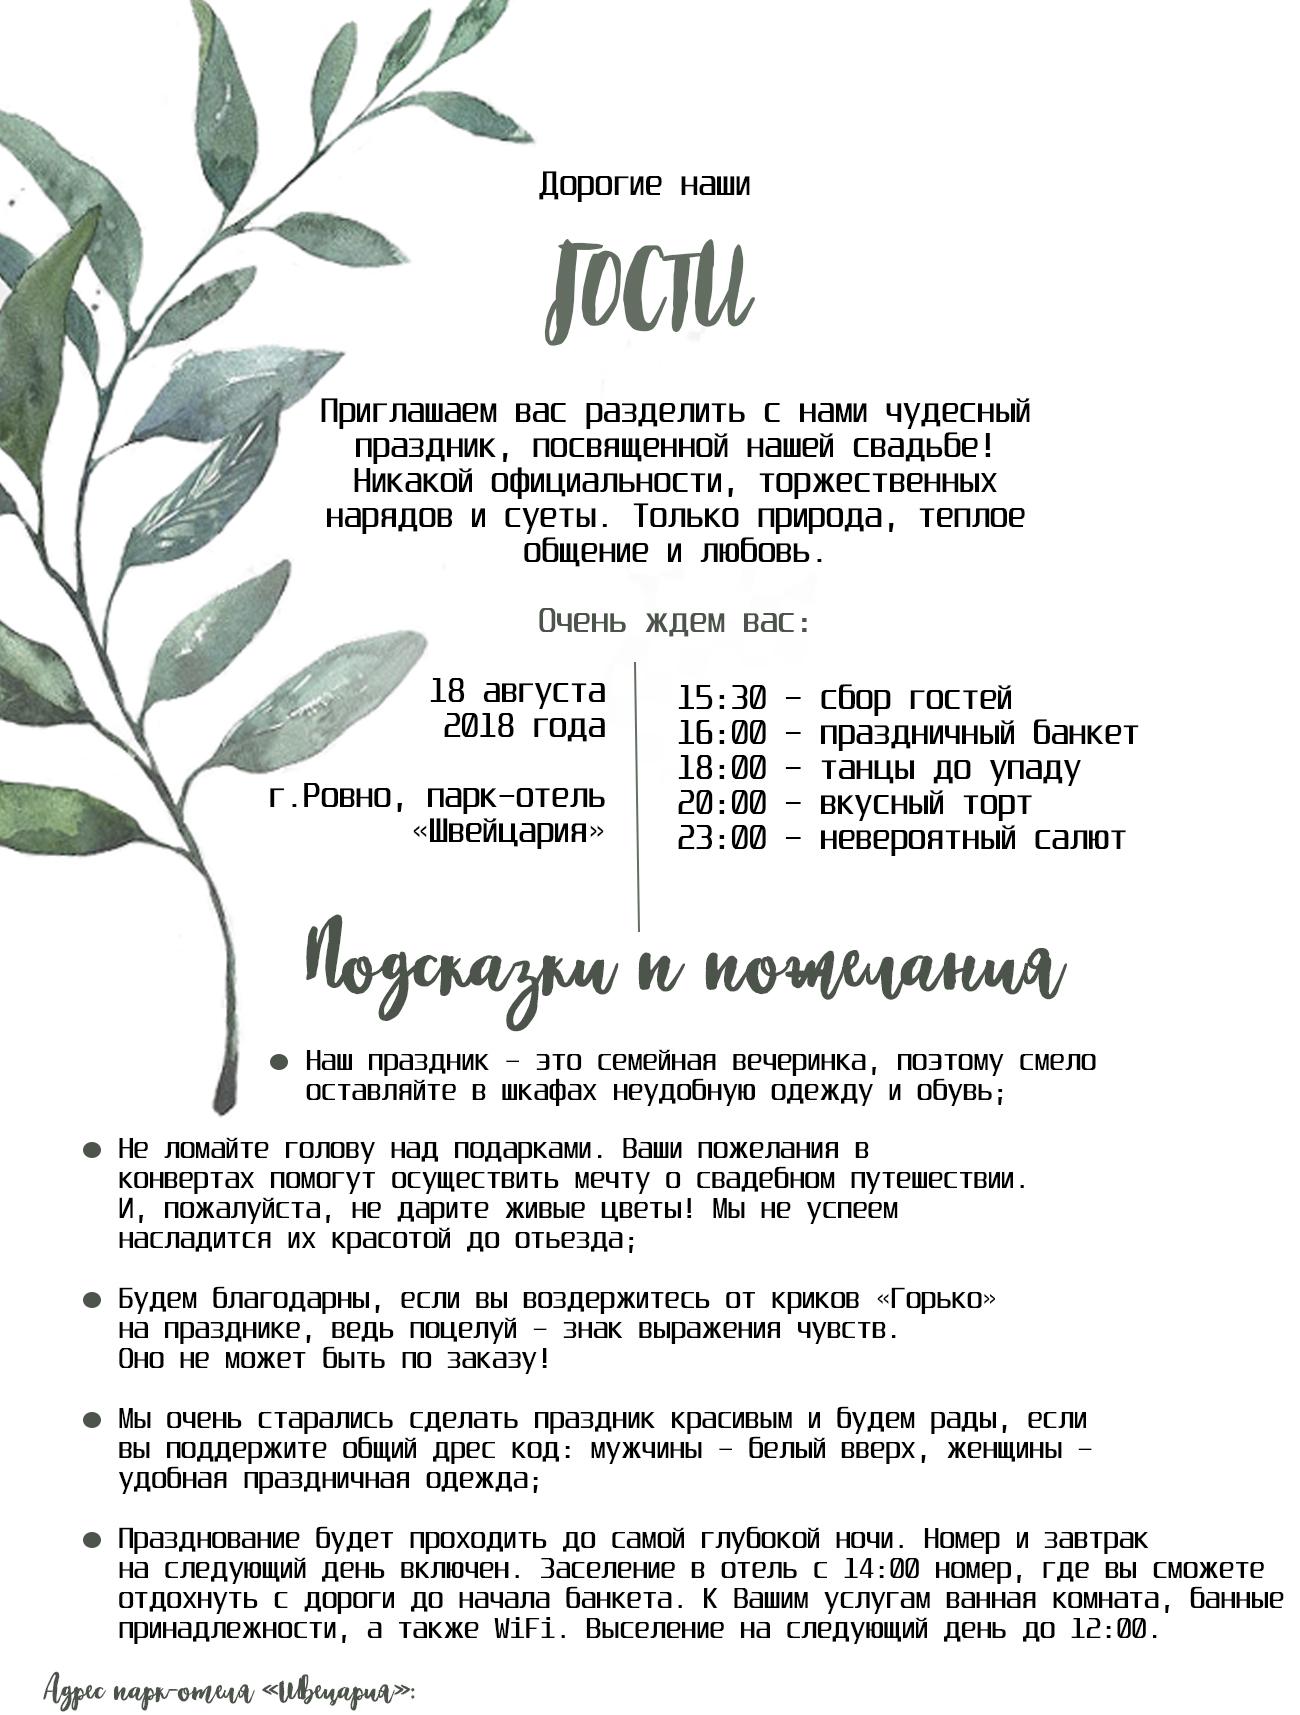 Дорогие наши
ГОСТИ
Приглашаем вас разделить с нами чудесный
праздник, посвященной нашей свадьбе!
Никакой официальности, торжественных
нарядов и суеты. Только природа, теплое
общение и любовь.
Очень ждем вас:
18 августа
2018 года
г.Ровно, парк-отель
«Швейцария»
15:30 - сбор гостей
16:00 - праздничный банкет
18:00 - танцы до упаду
20:00 - вкусный торт
23:00 - невероятный салют
Подсказки и пожелания
• Наш праздник - это семейная вечеринка, поэтому смело
оставляйте в шкафах неудобную одежду и обувь;
• Не ломайте голову над подарками. Ваши пожелания в
конвертах помогут осуществить мечту о свадебном путешествии.
И, пожалуйста, не дарите живые цветы! Мы не успеем
насладится их красотой до отьезда;
• Будем благодарны, если вы воздержитесь от криков «Горько»
на празднике, ведь поцелуй - знак выражения чувств.
Оно не может быть по заказу!
• Мы очень старались сделать праздник красивым и будем рады, если
вы поддержите общий дрес код: мужчины - белый вверх, женщины -
удобная праздничная одежда;
• Празднование будет проходить до самой глубокой ночи. Номер и завтрак
на следующий день включен. Заселение в отель с 14:00 номер, где вы сможете
отдохнуть с дороги до начала банкета. К Вашим услугам ванная комната, банные
принадлежности, а также WiFi. Выселение на следующий день до 12:00.
Адрес парк-отеля «Швецария»: